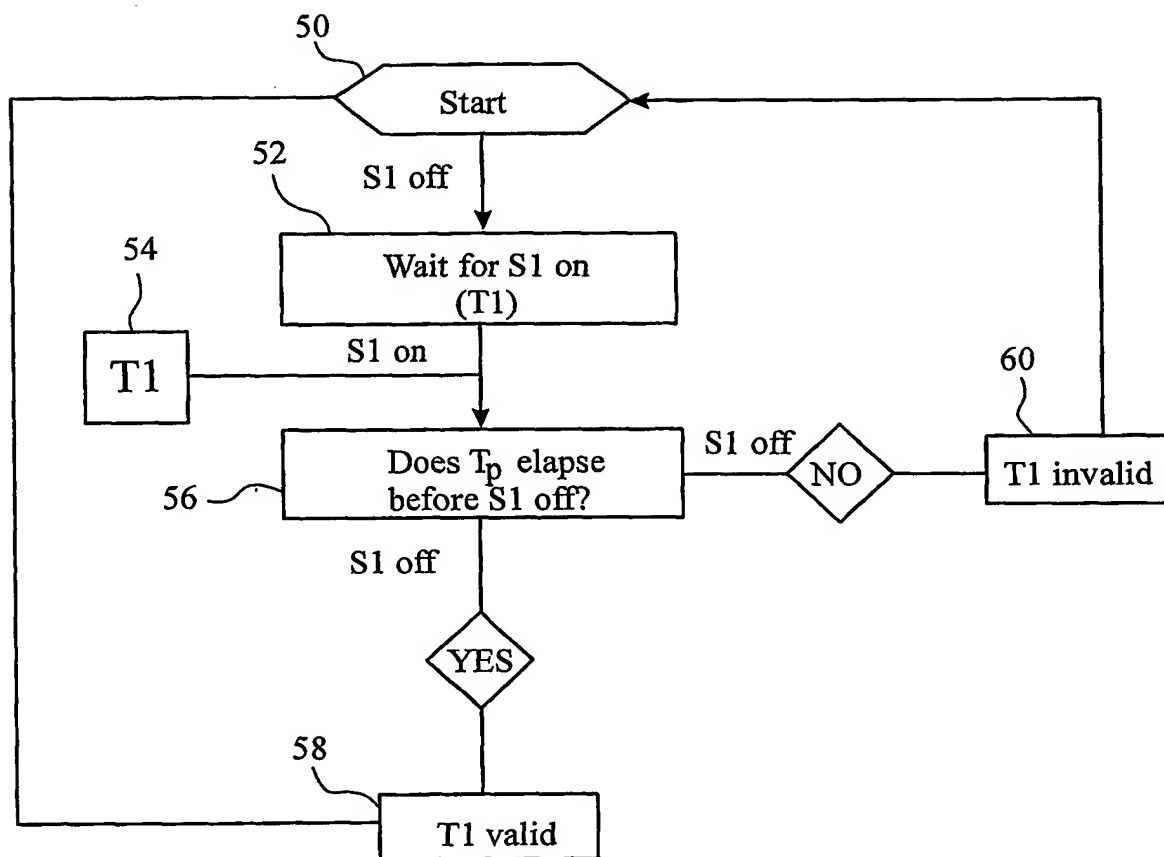 50
Start
52
S1 off
Wait for S1 on
(T1)
54
T1
S1 on
60
Does Tp elapse
before S1 off?
56
S1 off
NO
T1 invalid
S1 off
YES
58
T1 valid